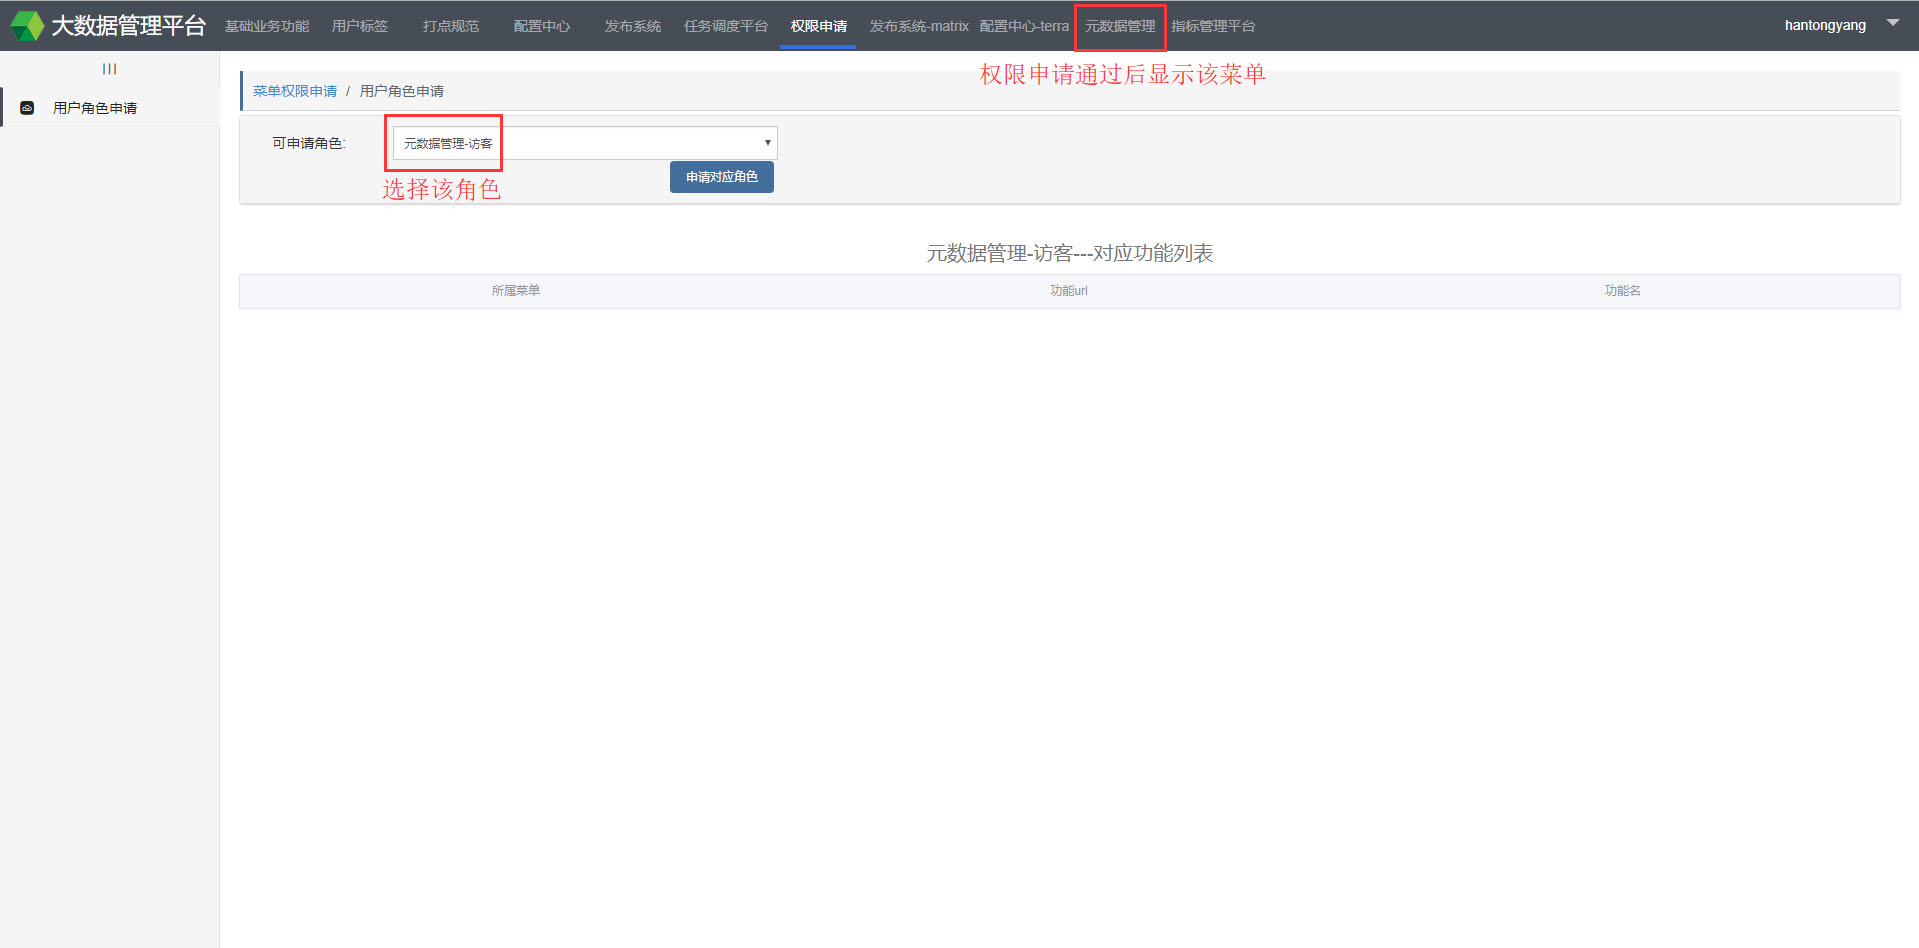 大数据管理平台 基础业务功能 用户标签 打点规范 配置中心 发布系统 任务调度平台 权限申请 发布系统-matrix 配置中心-terra 元数据管理 指标管理平台 hantongyang
权限申请通过后显示该菜单
用户角色申请
菜单权限申请 / 用户角色申请
可申请角色: 元数据管理-访客
申请对应角色
选择该角色
元数据管理-访客---对应功能列表
所属菜单 功能url 功能名